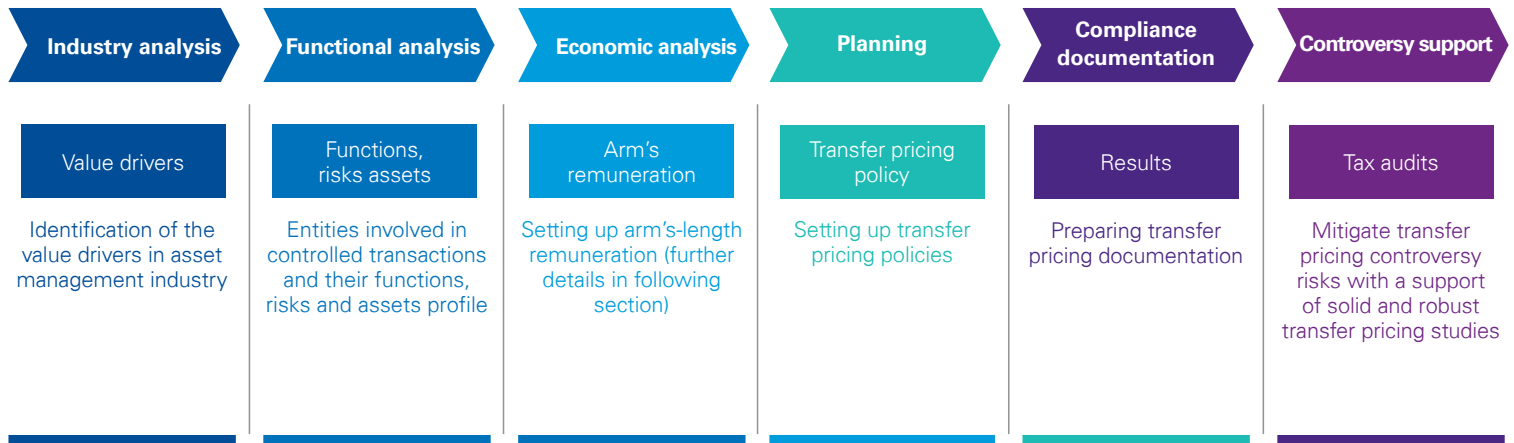 Industry analysis
Functional analysis
Economic analysis
Planning
Compliance
documentation
Controversy support
Value drivers
Identification of the
value drivers in asset
management industry
Functions,
risks assets
Entities involved in
controlled transactions
and their functions,
risks and assets profile
Arm's
remuneration
Setting up arm's-length
remuneration (further
details in following
section)
Transfer pricing
policy
Setting up transfer
pricing policies
Results
Preparing transfer
pricing documentation
Tax audits
Mitigate transfer
pricing controversy
risks with a support
of solid and robust
transfer pricing studies